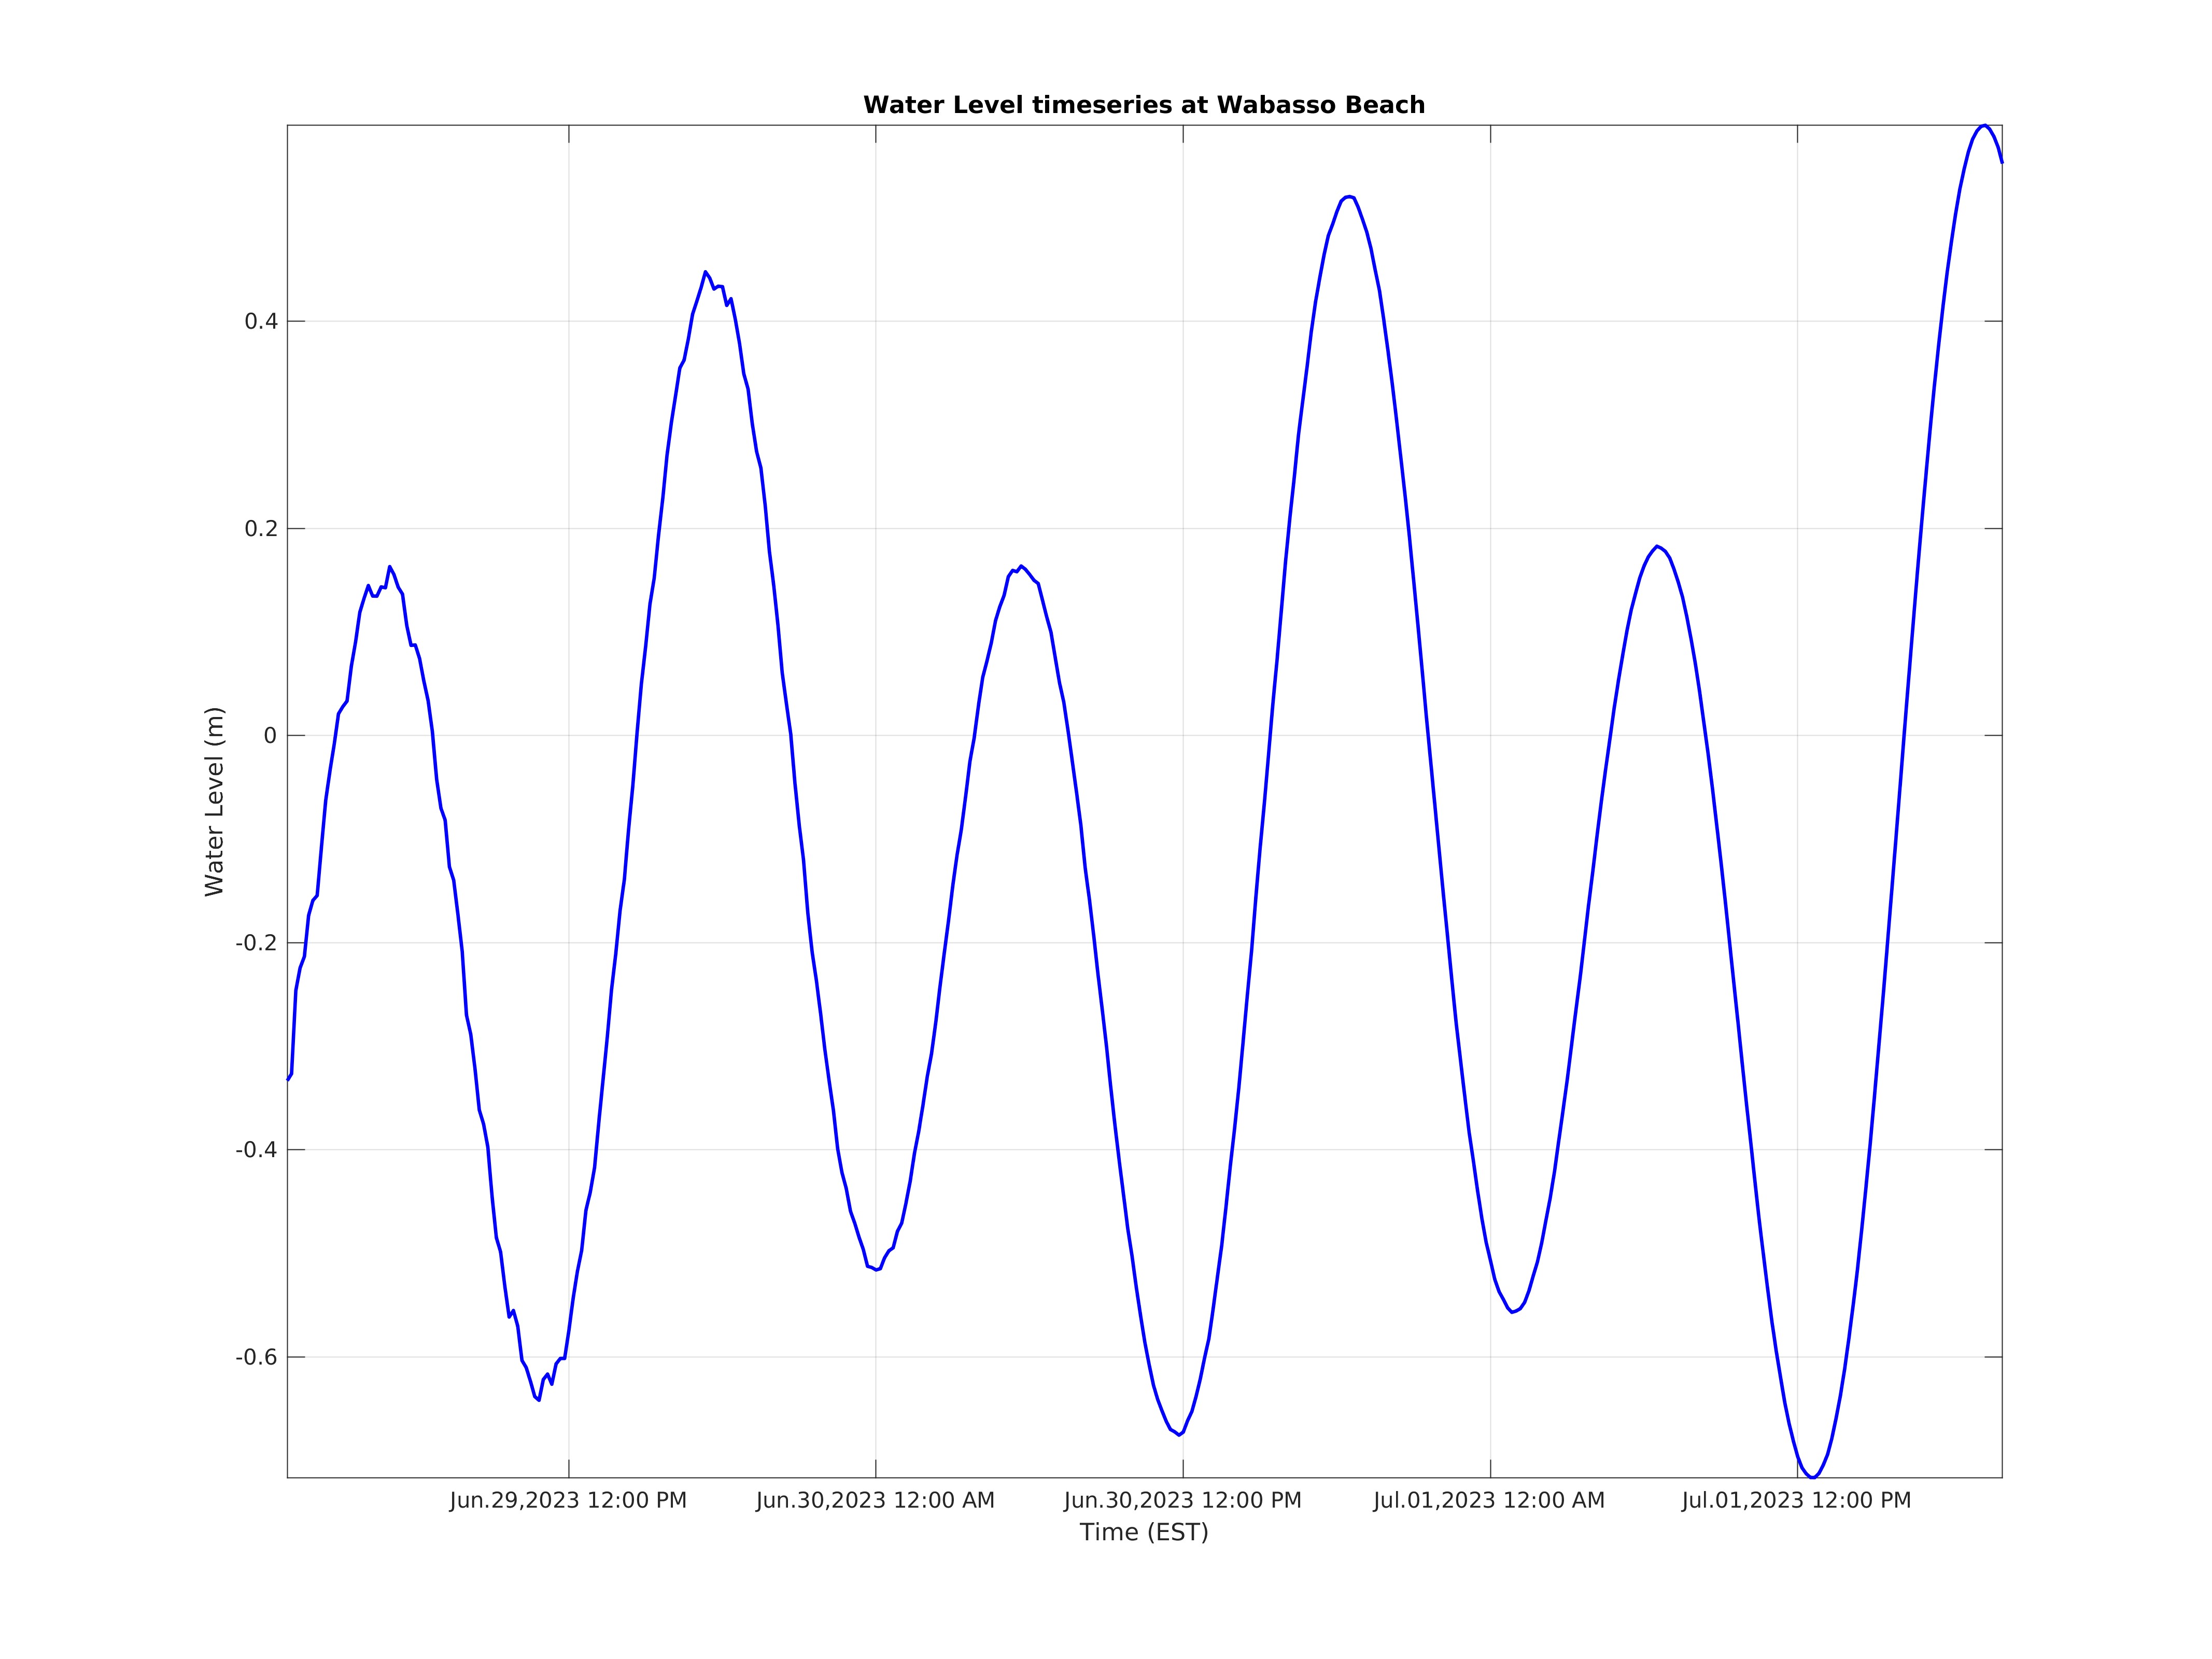 Water Level timeseries at Wabasso Beach
0.4
0.2
0
-0.2
-0.4
-0.6
Water Level (m)
Jun.29,2023 12:00 PM
Jun.30,2023 12:00 AM
Jun.30,2023 12:00 PM
Jul.01,2023 12:00 AM
Jul.01,2023 12:00 PM
Time (EST)